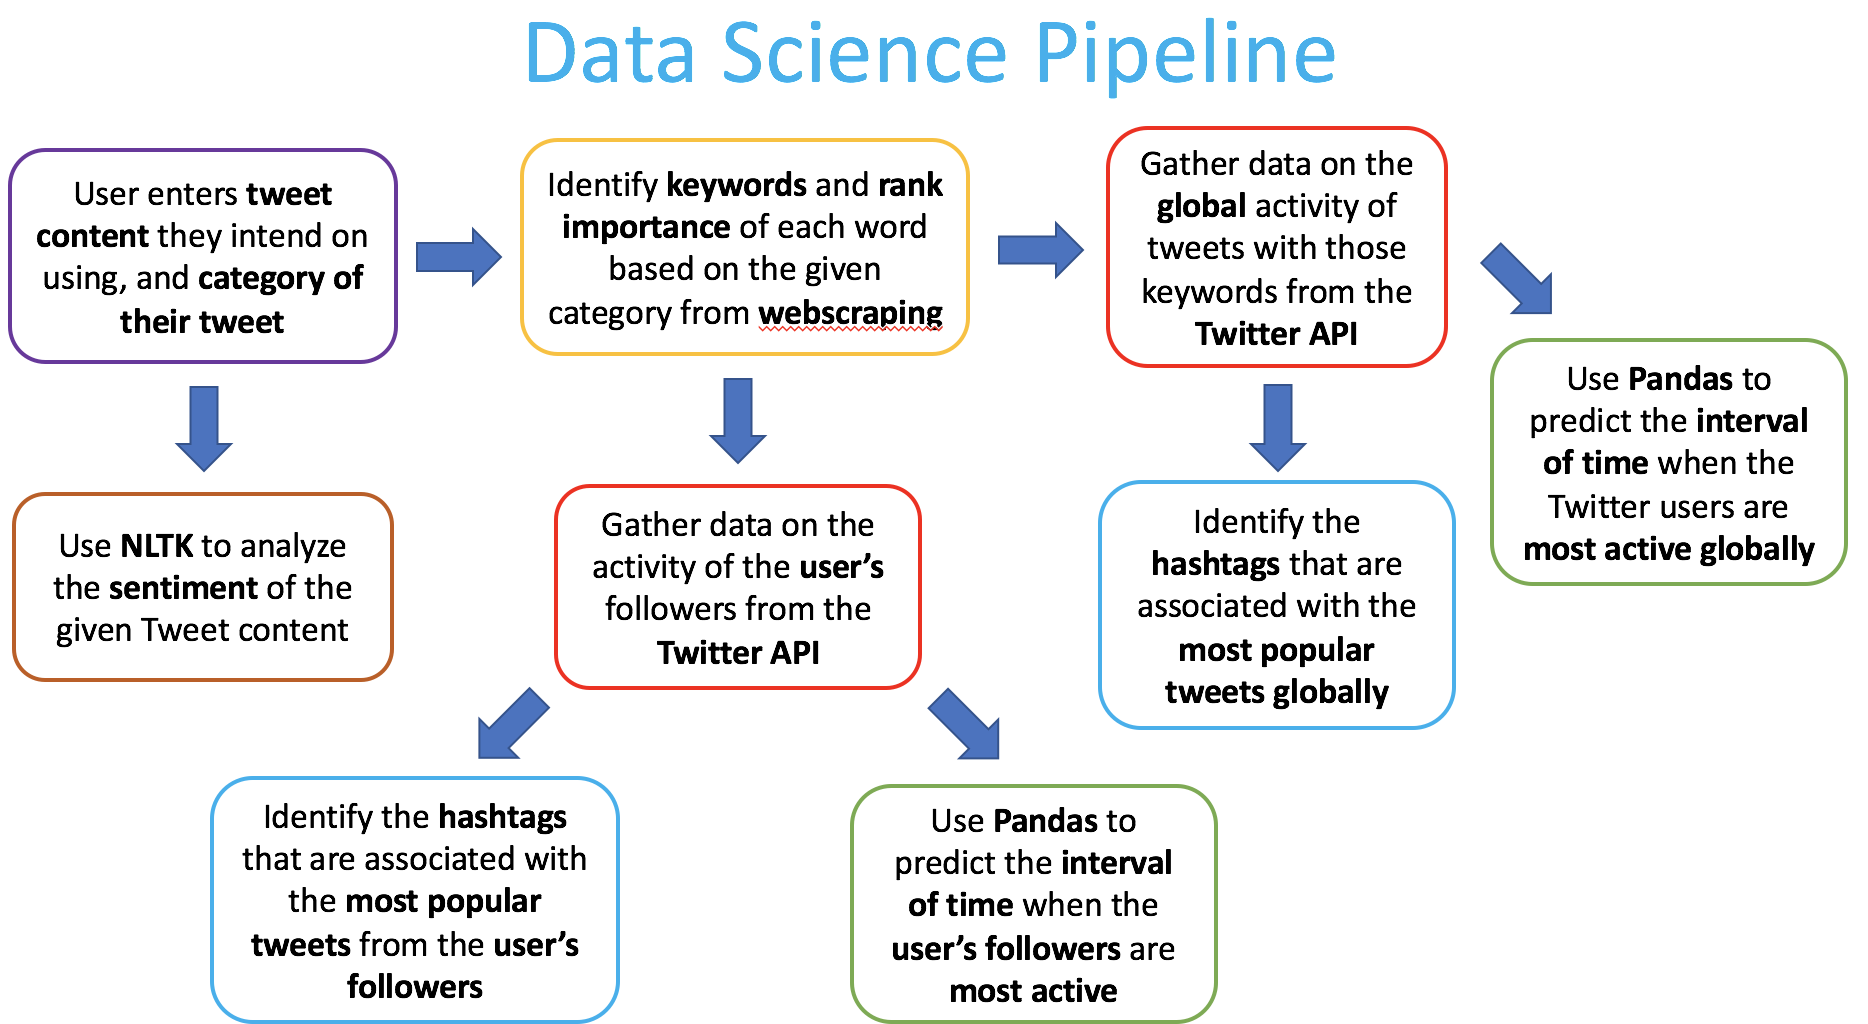 Data Science Pipeline
User enters tweet
content they intend on
using, and category of
their tweet
Identify keywords and rank
importance of each word
based on the given
category from webscraping
Gather data on the
global activity of
tweets with those
keywords from the
Twitter API
Use Pandas to
predict the interval
of time when the
Twitter users are
most active globally
Use NLTK to analyze
the sentiment of the
given Tweet content
Gather data on the
activity of the user’s
followers from the
Twitter API
Identify the
hashtags that are
associated with the
most popular
tweets globally
Identify the hashtags
that are associated with
the most popular
tweets from the user’s
followers
Use Pandas to
predict the interval
of time when the
user’s followers are
most active